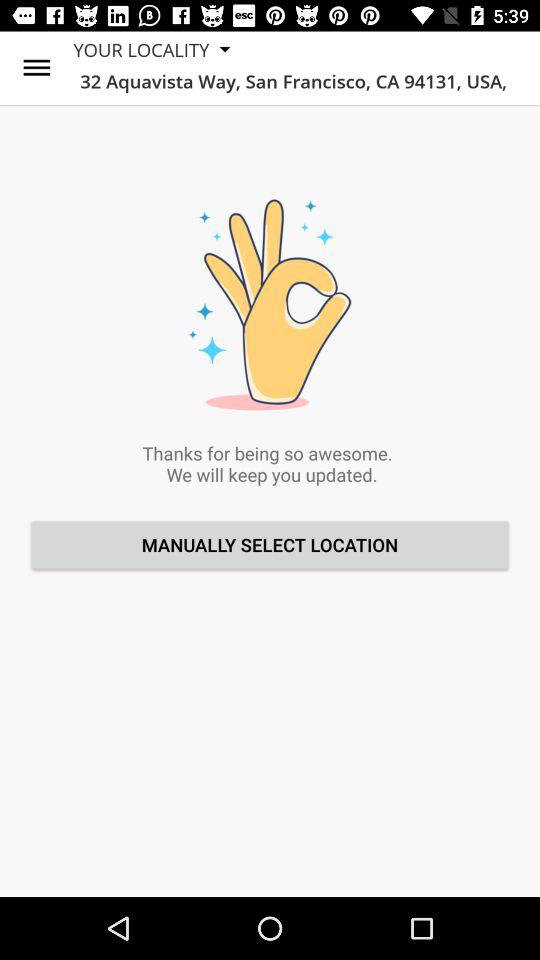 5:39
YOUR LOCALITY
32 Aquavista Way, San Francisco, CA 94131, USA,
Thanks for being so awesome.
We will keep you updated.
MANUALLY SELECT LOCATION